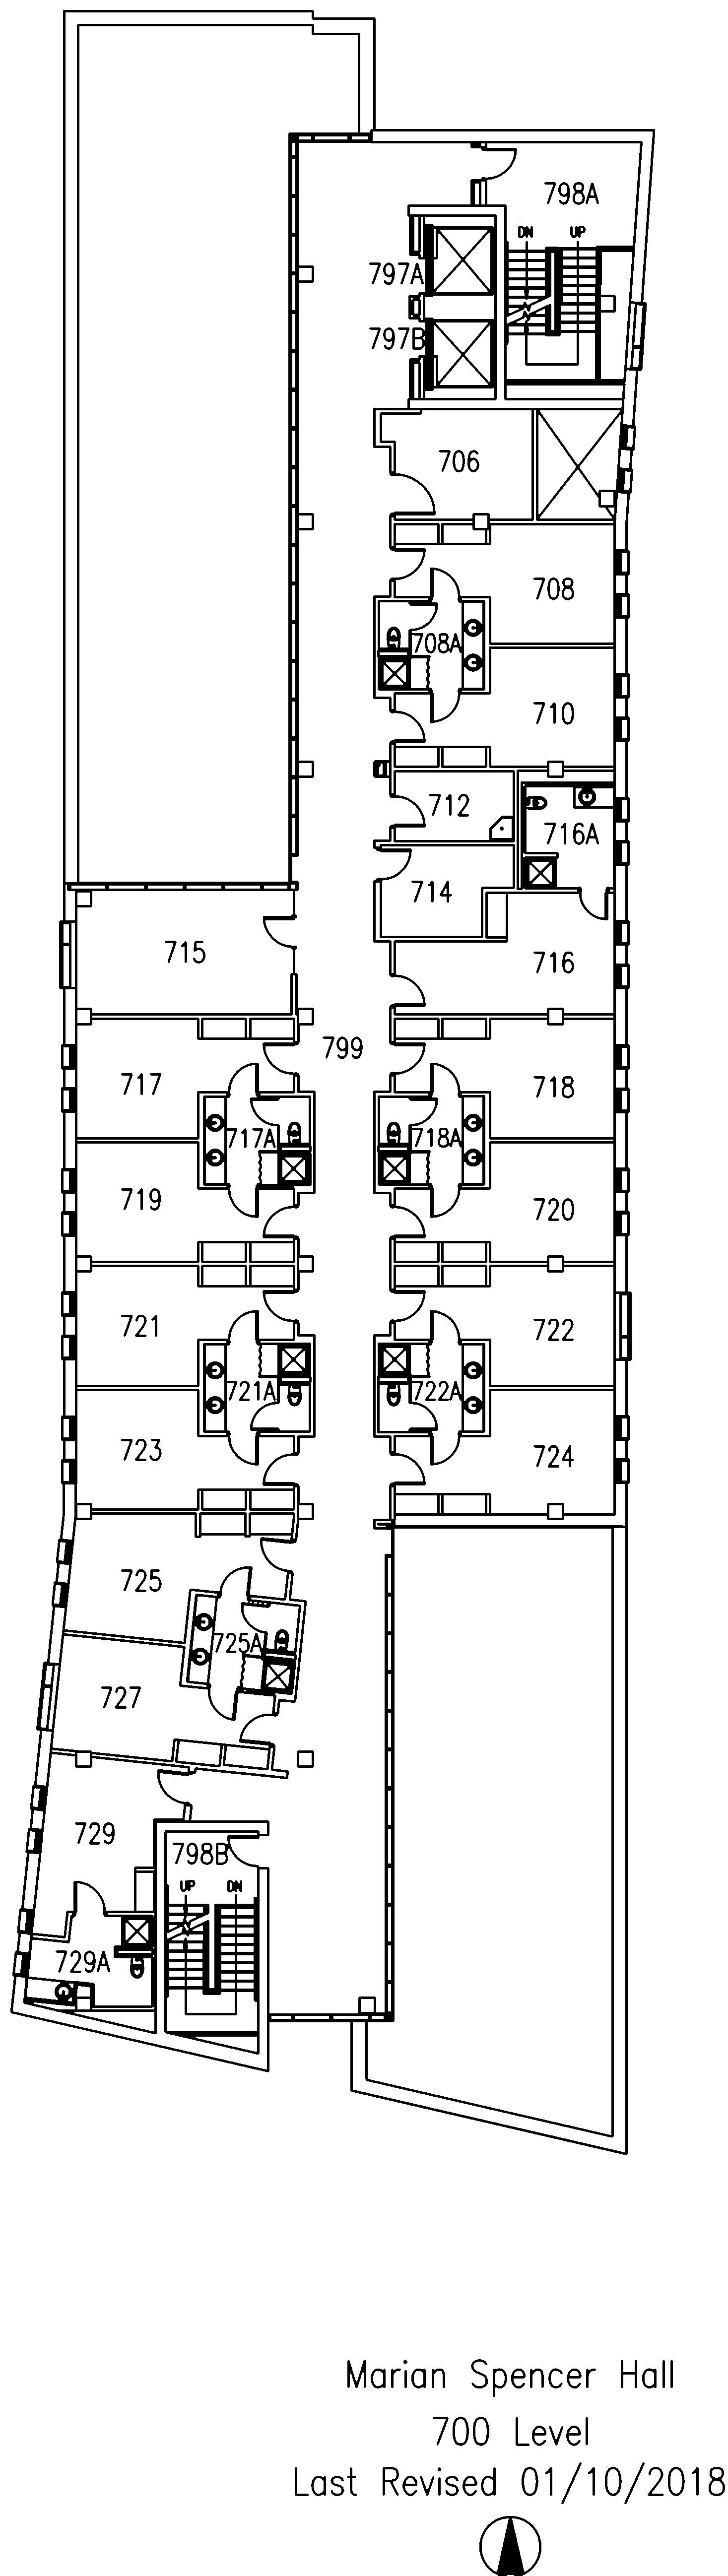 798A
DN UP
797A
797B
706
708
708A
710
712
716A
714
715
716
799
717
718
717A
718A
719
720
721
722
721A
722A
723
724
725
725A
727
729
798B
UP DN
729A
Marian Spencer Hall
700 Level
Last Revised 01/10/2018